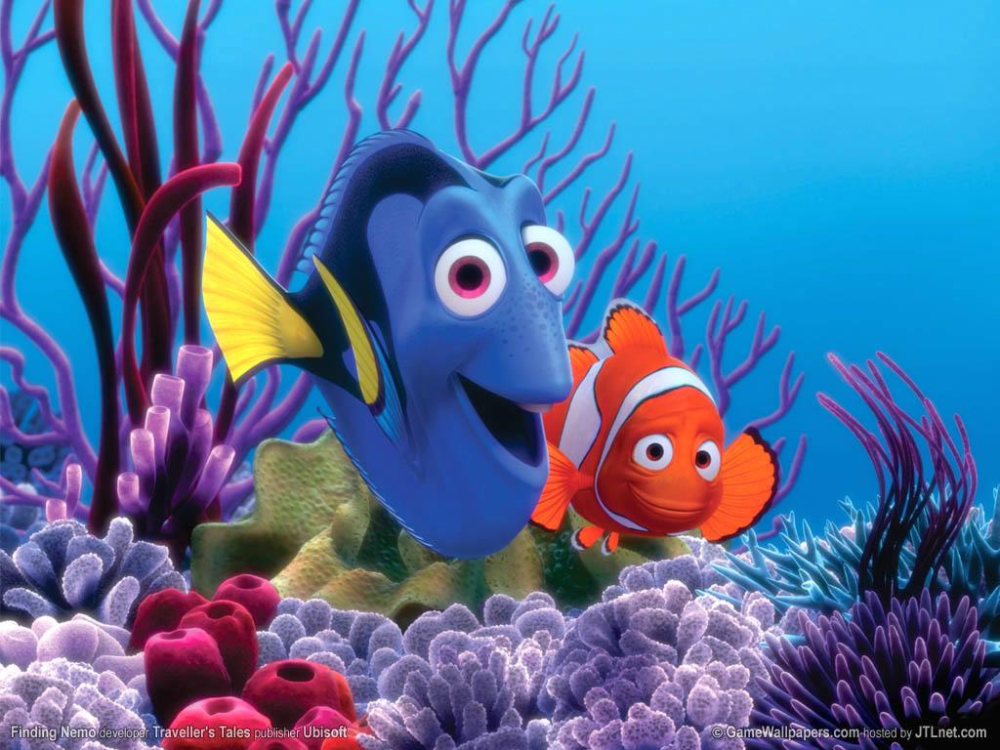 Finding Nemo developer Traveller's Tales publisher Ubisoft
© GameWallpapers.com hosted by JTLnet.com